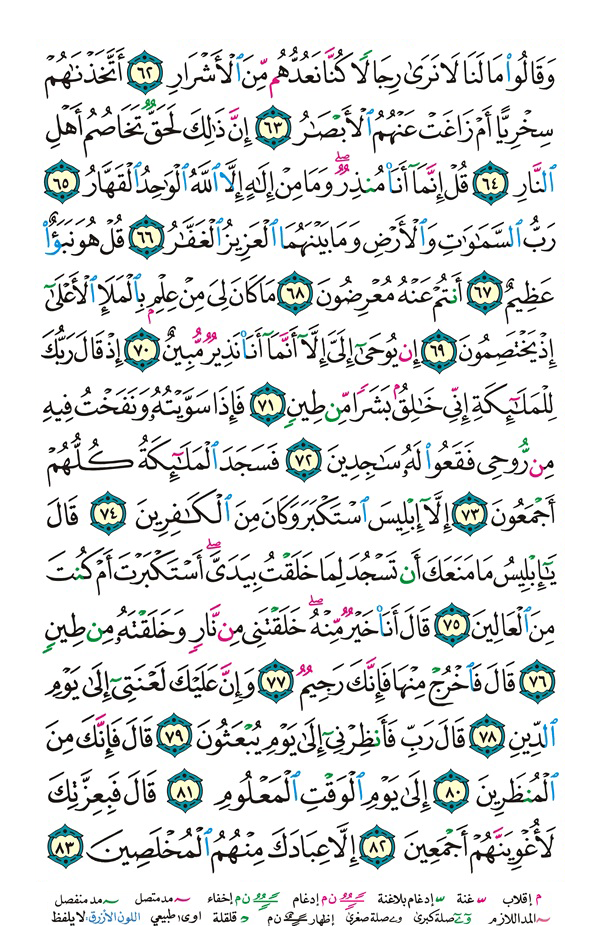 وَقَالُواْ مَا لَنَا لَا نَرَىٰ رِجَالٗا كُنَّا نَعُدُّهُم مِّنَ ٱلۡأَشۡرَارِ ٦٢ أَتَّخَذۡنَٰهُمۡ
سِخۡرِيًّا أَمۡ زَاغَتۡ عَنۡهُمُ ٱلۡأَبۡصَٰرُ ٦٣ إِنَّ ذَٰلِكَ لَحَقّٞ تَخَاصُمُ أَهۡلِ
ٱلنَّارِ ٦٤ قُلۡ إِنَّمَآ أَنَا۠ مُنذِرٞۖ وَمَا مِنۡ إِلَٰهٍ إِلَّا ٱللَّهُ ٱلۡوَٰحِدُ ٱلۡقَهَّارُ ٦٥
رَبُّ ٱلسَّمَٰوَٰتِ وَٱلۡأَرۡضِ وَمَا بَيۡنَهُمَا ٱلۡعَزِيزُ ٱلۡغَفَّٰرُ ٦٦ قُلۡ هُوَ نَبَؤٌاْ
عَظِيمٌ ٦٧ أَنتُمۡ عَنۡهُ مُعۡرِضُونَ ٦٨ مَا كَانَ لِيَ مِنۡ عِلۡمِۭ بِٱلۡمَلَإِ ٱلۡأَعۡلَىٰٓ
إِذۡ يَخۡتَصِمُونَ ٦٩ إِن يُوحَىٰٓ إِلَيَّ إِلَّآ أَنَّمَآ أَنَا۠ نَذِيرٞ مُّبِينٌ ٧٠ إِذۡ قَالَ رَبُّكَ
لِلۡمَلَٰٓئِكَةِ إِنِّي خَٰلِقُۢ بَشَرٗا مِّن طِينٖ ٧١ فَإِذَا سَوَّيۡتُهُۥ وَنَفَخۡتُ فِيهِ
مِن رُّوحِي فَقَعُواْ لَهُۥ سَٰجِدِينَ ٧٢ فَسَجَدَ ٱلۡمَلَٰٓئِكَةُ كُلُّهُمۡ
أَجۡمَعُونَ ٧٣ إِلَّآ إِبۡلِيسَ ٱسۡتَكۡبَرَ وَكَانَ مِنَ ٱلۡكَٰفِرِينَ ٧٤ قَالَ
يَٰٓإِبۡلِيسُ مَا مَنَعَكَ أَن تَسۡجُدَ لِمَا خَلَقۡتُ بِيَدَيَّۖ أَسۡتَكۡبَرۡتَ أَمۡ كُنتَ
مِنَ ٱلۡعَالِينَ ٧٥ قَالَ أَنَا۠ خَيۡرٞ مِّنۡهُ خَلَقۡتَنِي مِن نَّارٖ وَخَلَقۡتَهُۥ مِن طِينٖ
٧٦ قَالَ فَٱخۡرُجۡ مِنۡهَا فَإِنَّكَ رَجِيمٞ ٧٧ وَإِنَّ عَلَيۡكَ لَعۡنَتِيٓ إِلَىٰ يَوۡمِ
ٱلدِّينِ ٧٨ قَالَ رَبِّ فَأَنظِرۡنِيٓ إِلَىٰ يَوۡمِ يُبۡعَثُونَ ٧٩ قَالَ فَإِنَّكَ مِنَ
ٱلۡمُنظَرِينَ ٨٠ إِلَىٰ يَوۡمِ ٱلۡوَقۡتِ ٱلۡمَعۡلُومِ ٨١ قَالَ فَبِعِزَّتِكَ
لَأُغۡوِيَنَّهُمۡ أَجۡمَعِينَ ٨٢ إِلَّا عِبَادَكَ مِنۡهُمُ ٱلۡمُخۡلَصِينَ ٨٣
م إقلاب غنة إدغام بلاغنة ن م إدغام ن م إخفاء مد متصل مد منفصل
المد اللازم صلة كبرى صلة صغرى إظهار ن م قلقلة اوى طبيعي اللون الأزرق: لا يلفظ